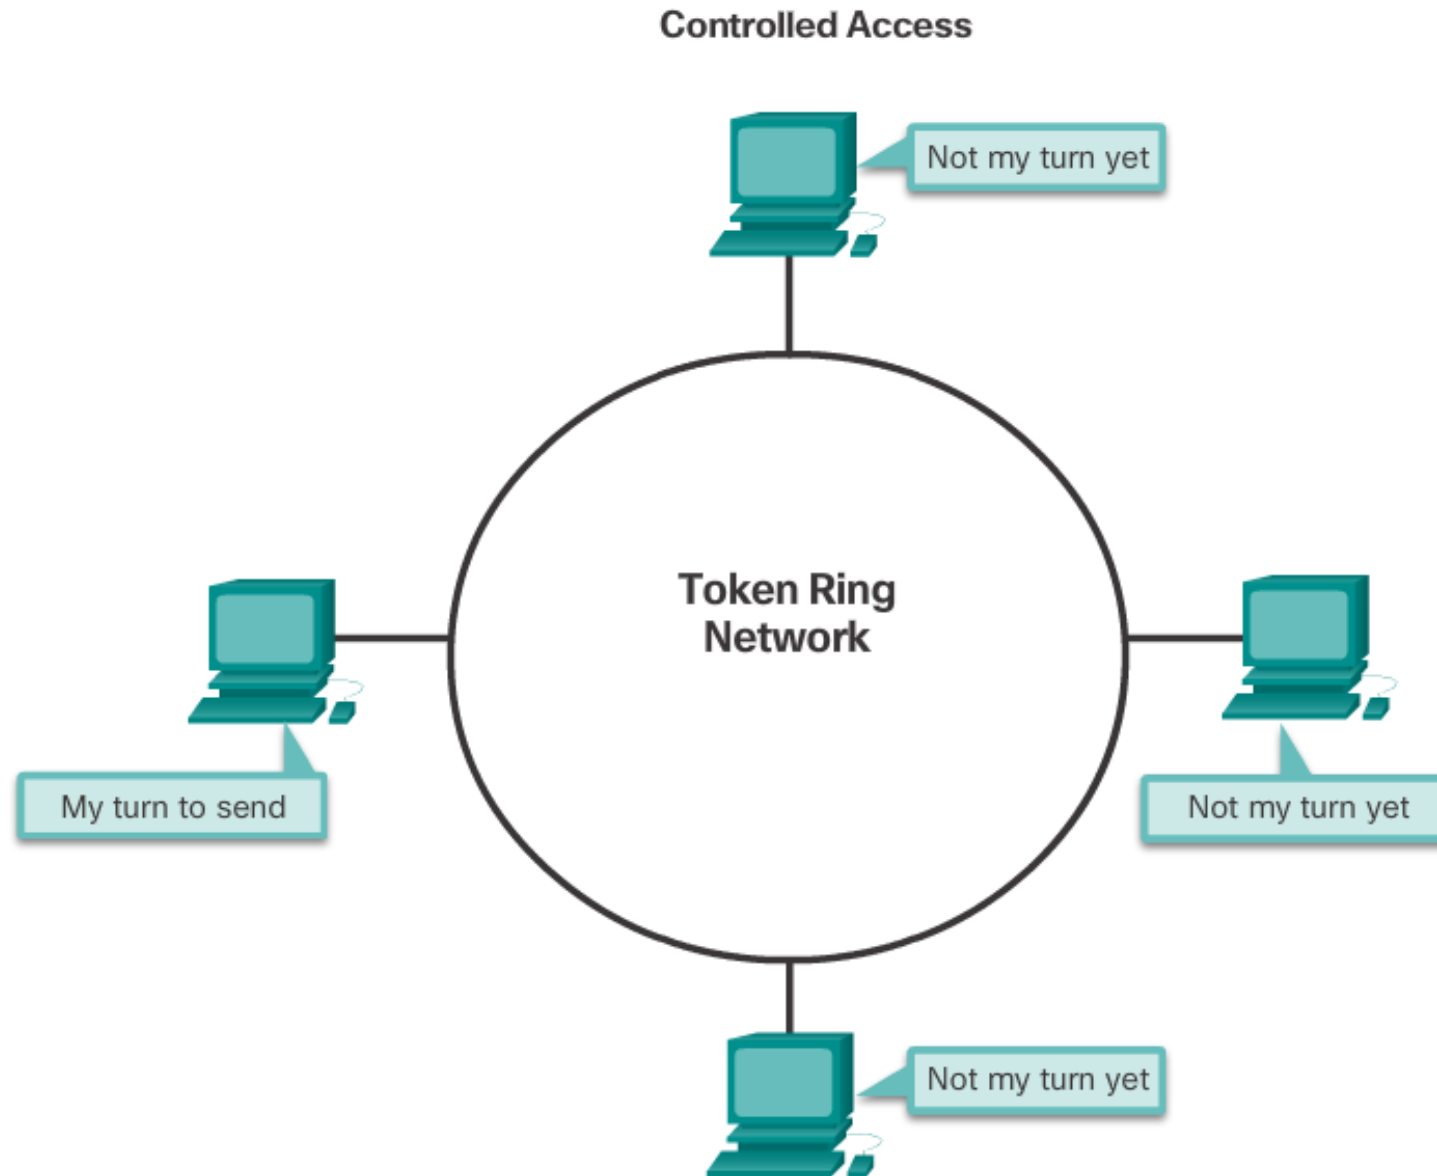 Controlled Access
Not my turn yet
Token Ring
Network
My turn to send
Not my turn yet
Not my turn yet